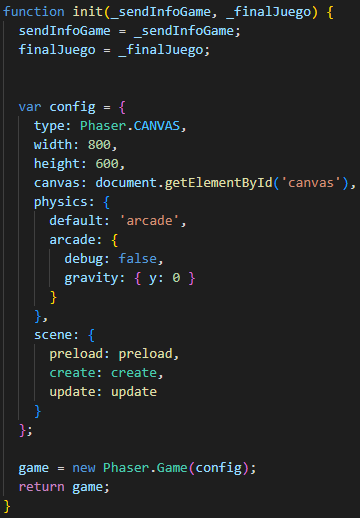 function init(_sendInfoGame, _finalJuego) {
  sendInfoGame = _sendInfoGame;
  finalJuego = _finalJuego;

  var config = {
    type: Phaser.CANVAS,
    width: 800,
    height: 600,
    canvas: document.getElementById('canvas'),
    physics: {
      default: 'arcade',
      arcade: {
        debug: false,
        gravity: { y: 0 }
      }
    },
    scene: {
      preload: preload,
      create: create,
      update: update
    }
  };

  game = new Phaser.Game(config);
  return game;
}